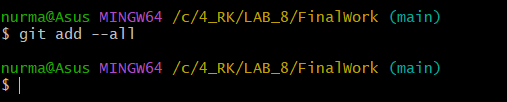 nurma@Asus MINGW64 /c/4_RK/LAB_8/FinalWork (main)
$ git add --all
nurma@Asus MINGW64 /c/4_RK/LAB_8/FinalWork (main)
$